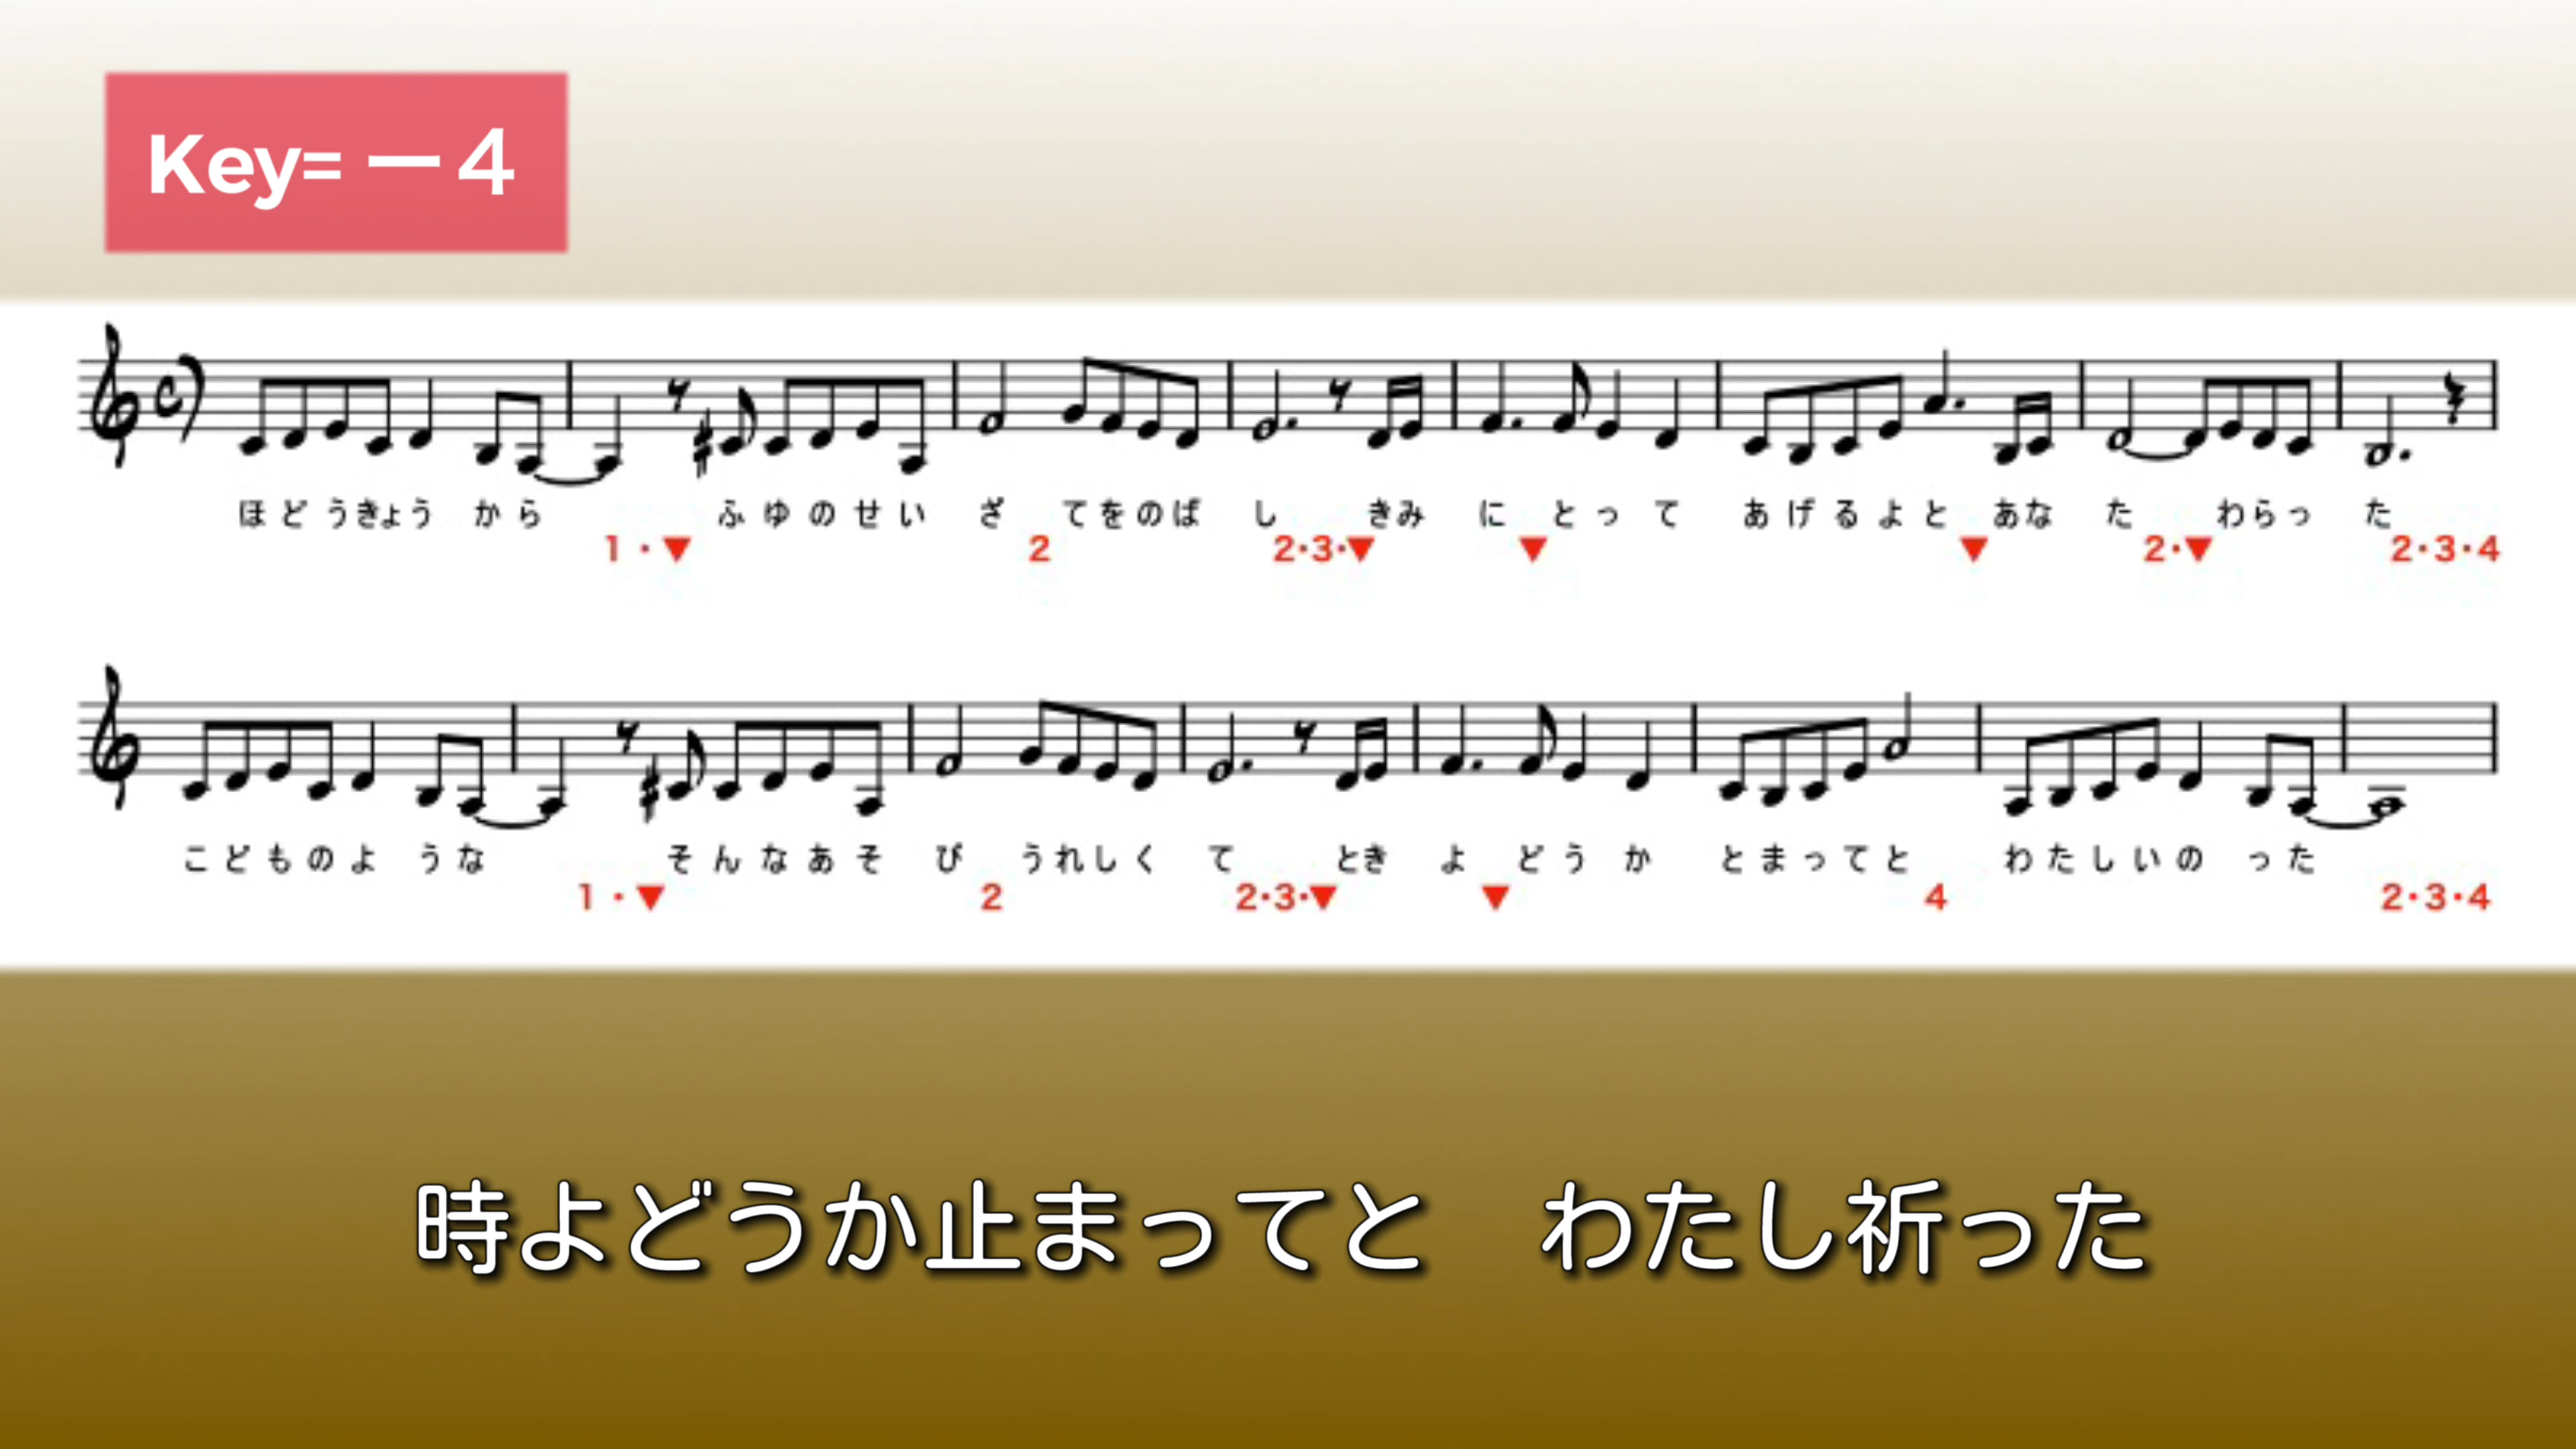 Key=－4
ほどうきょうから ふゆのせいざ てをのばし きみに とって あげるよと あなた わらった
1・▼ 2 2・3・▼ ▼ ▼ 2・▼ 2・3・4
こどものような そんなあそび うれしくて ときよ どうか とまってと わたしいのった
1・▼ 2 2・3・▼ ▼ 4 2・3・4
時よどうか止まってと　わたし祈った